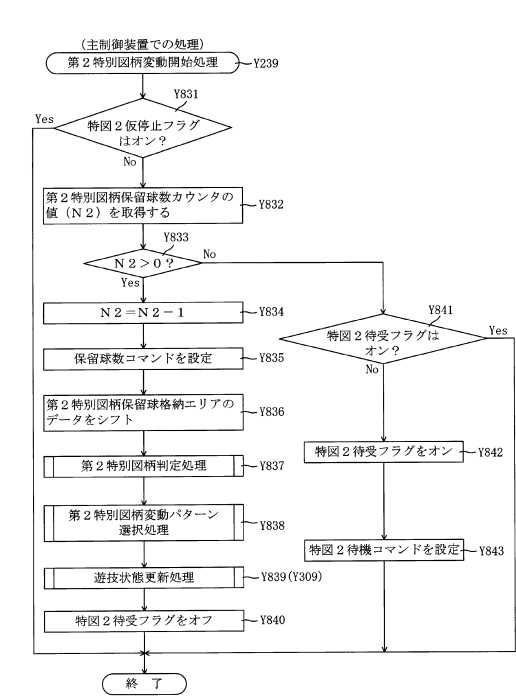 (主制御装置での処理)
第2特別図柄変動開始処理
Y239
Y831
Yes
特図2仮停止フラグ
はオン?
No
第2特別図柄保留球数カウンタの
値(N2)を取得する
Y832
Y833
N2>0?
No
Yes
N2=N2-1
Y834
保留球数コマンドを設定
Y835
第2特別図柄保留球格納エリアの
データをシフト
Y836
第2特別図柄判定処理
Y837
第2特別図柄変動パターン
選択処理
Y838
遊技状態更新処理
Y839(Y309)
特図2待受フラグをオフ
Y840
Y841
特図2待受フラグは
オン?
Yes
No
特図2待受フラグをオン
Y842
特図2待機コマンドを設定
Y843
終 了